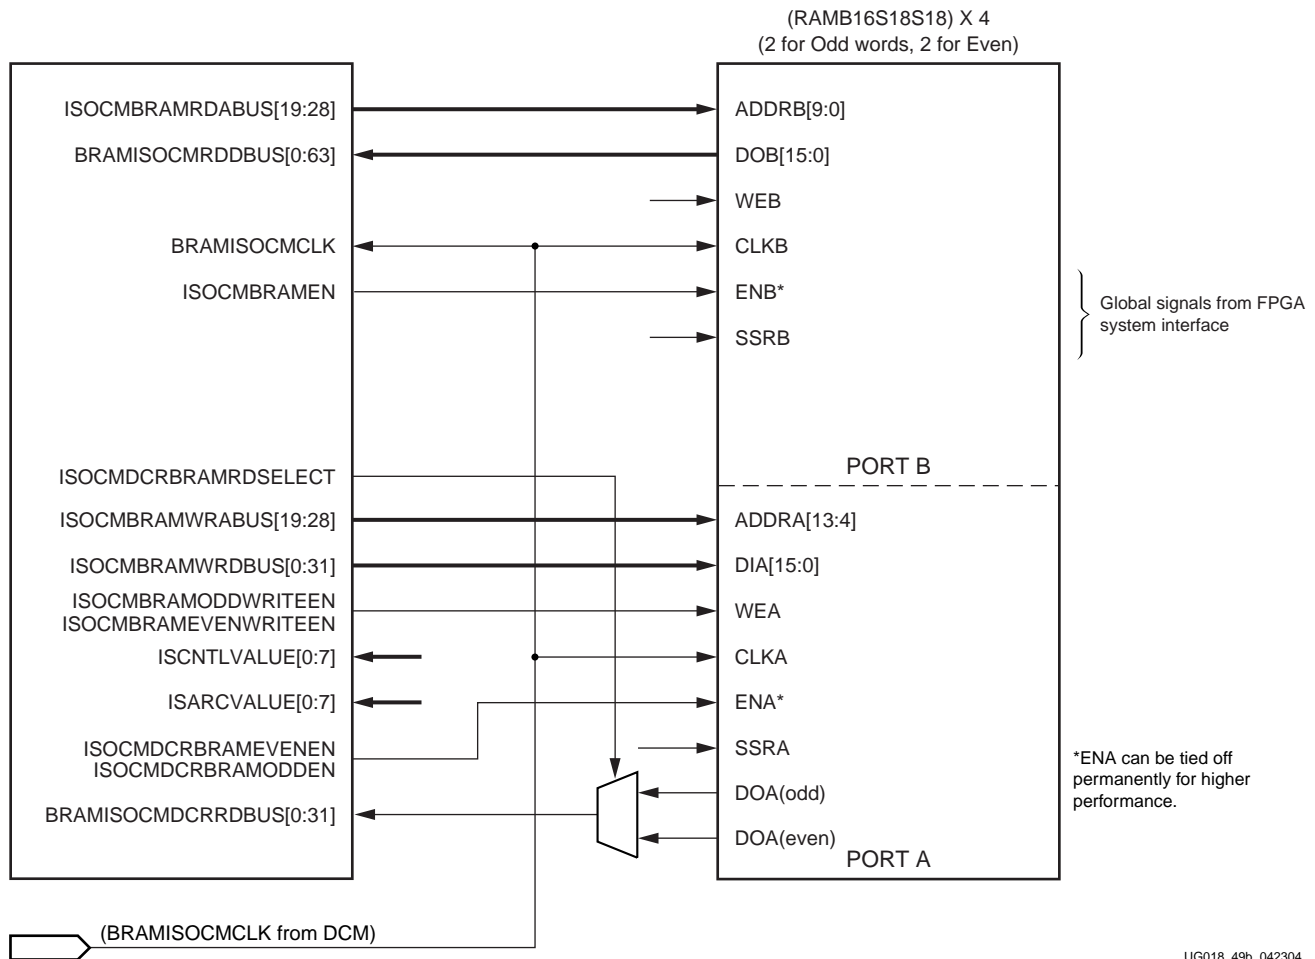 (RAMB16S18S18) X 4
(2 for Odd words, 2 for Even)
ISOCMBRAMRDABUS[19:28]
ADDRB[9:0]
BRAMISOCMRDDBUS[0:63]
DOB[15:0]
WEB
BRAMISOCMCLK
CLKB
ISOCMBRAMEN
ENB*
SSRB
Global signals from FPGA
system interface
PORT B
ISOCMDCRBRAMRDSELECT
ISOCMBRAMWRABUS[19:28]
ADDRA[13:4]
ISOCMBRAMWRDBUS[0:31]
DIA[15:0]
ISOCMBRAMODDWRITEEN
ISOCMBRAMEVENWRITEEN
WEA
ISCNTLVALUE[0:7]
CLKA
ISARCVALUE[0:7]
ENA*
ISOCMDCRBRAMEVENEN
ISOCMDCRBRAMODDEN
SSRA
*ENA can be tied off
permanently for higher
performance.
DOA(odd)
BRAMISOCMDCRRDBUS[0:31]
DOA(even)
PORT A
(BRAMISOCMCLK from DCM)
UG018_49b_042304